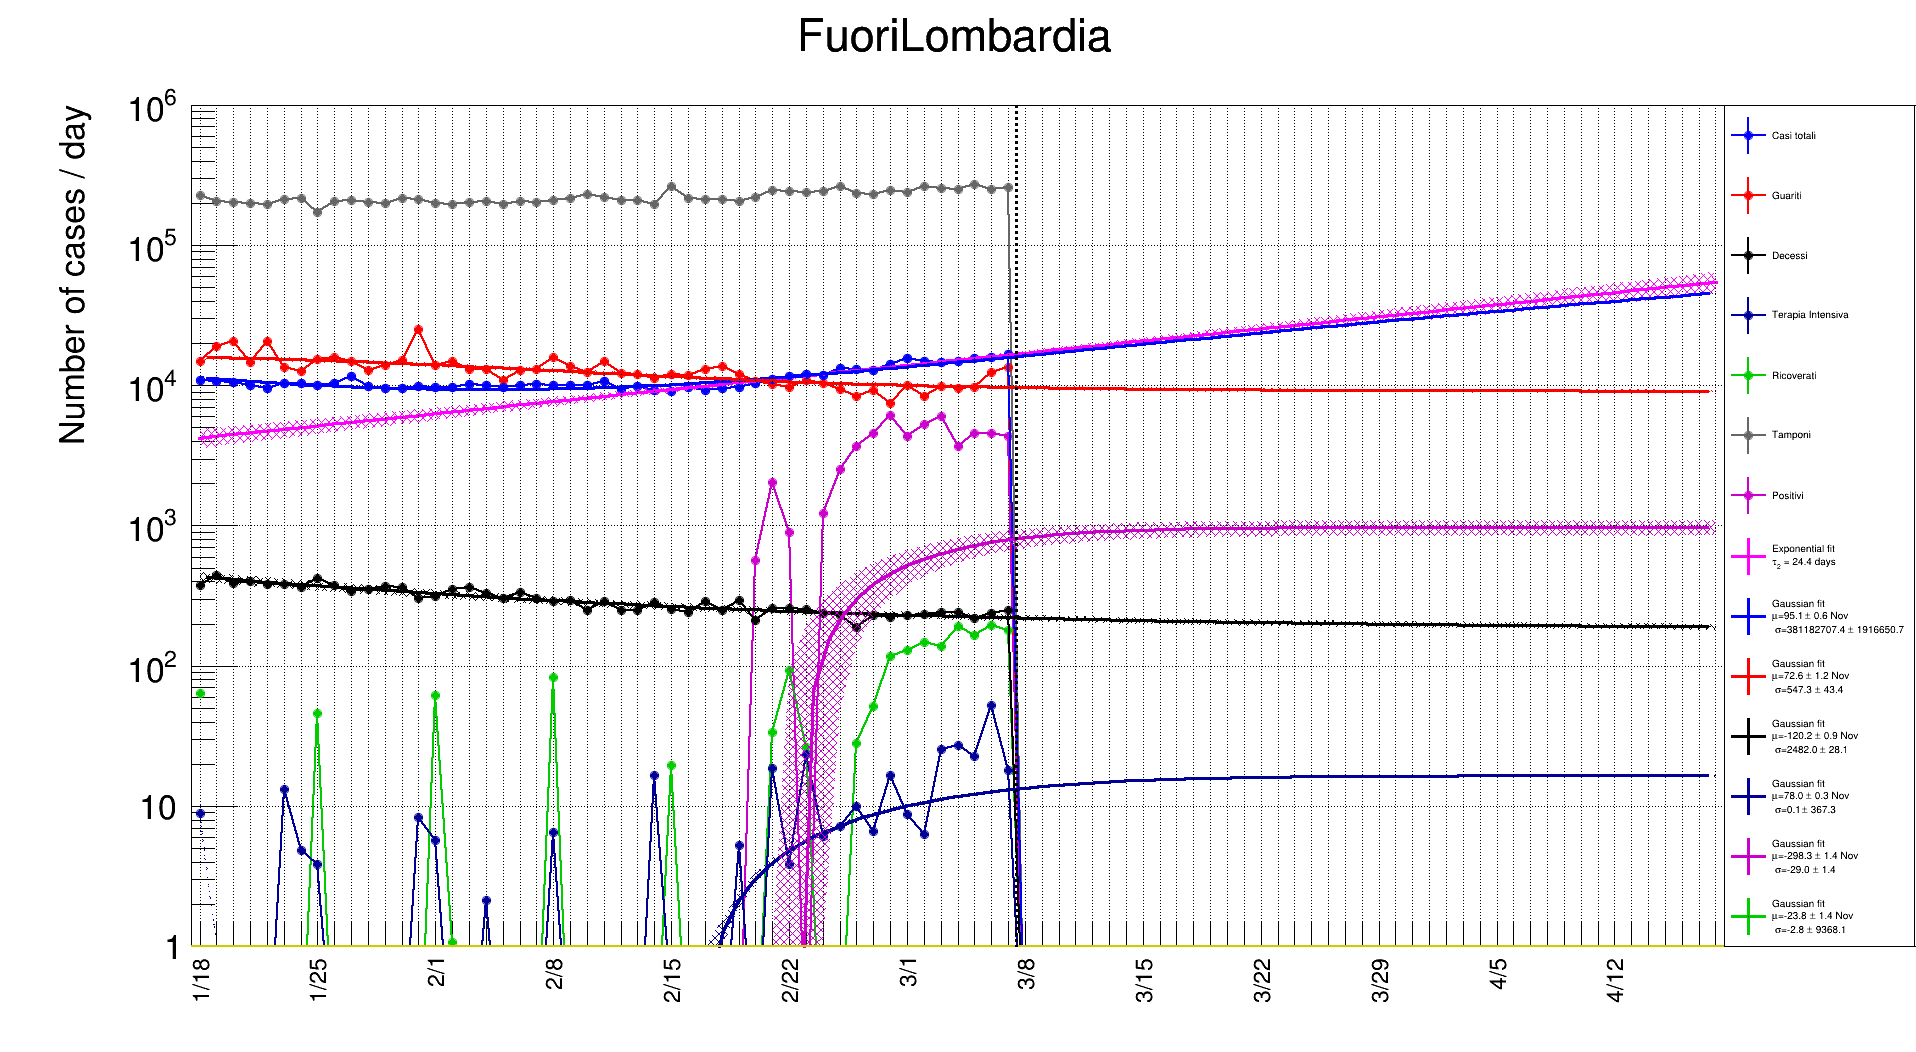 FuoriLombardia
Number of cases / day
10^6
10^5
10^4
10^3
10^2
10
1
1/18
1/25
2/1
2/8
2/15
2/22
3/1
3/8
3/15
3/22
3/29
4/5
4/12
Casi totali
Guariti
Decessi
Terapia Intensiva
Ricoverati
Tamponi
Positivi
Exponential fit
τ_2 = 24.4 days
Gaussian fit
μ=95.1 ± 0.6 Nov
σ=381182707.4 ± 1916650.7
Gaussian fit
μ=72.6 ± 1.2 Nov
σ=547.3 ± 43.4
Gaussian fit
μ=-120.2 ± 0.9 Nov
σ=2482.0 ± 28.1
Gaussian fit
μ=78.0 ± 0.3 Nov
σ=0.1 ± 367.3
Gaussian fit
μ=-298.3 ± 1.4 Nov
σ=-29.0 ± 1.4
Gaussian fit
μ=-23.8 ± 1.4 Nov
σ=-2.8 ± 9368.1